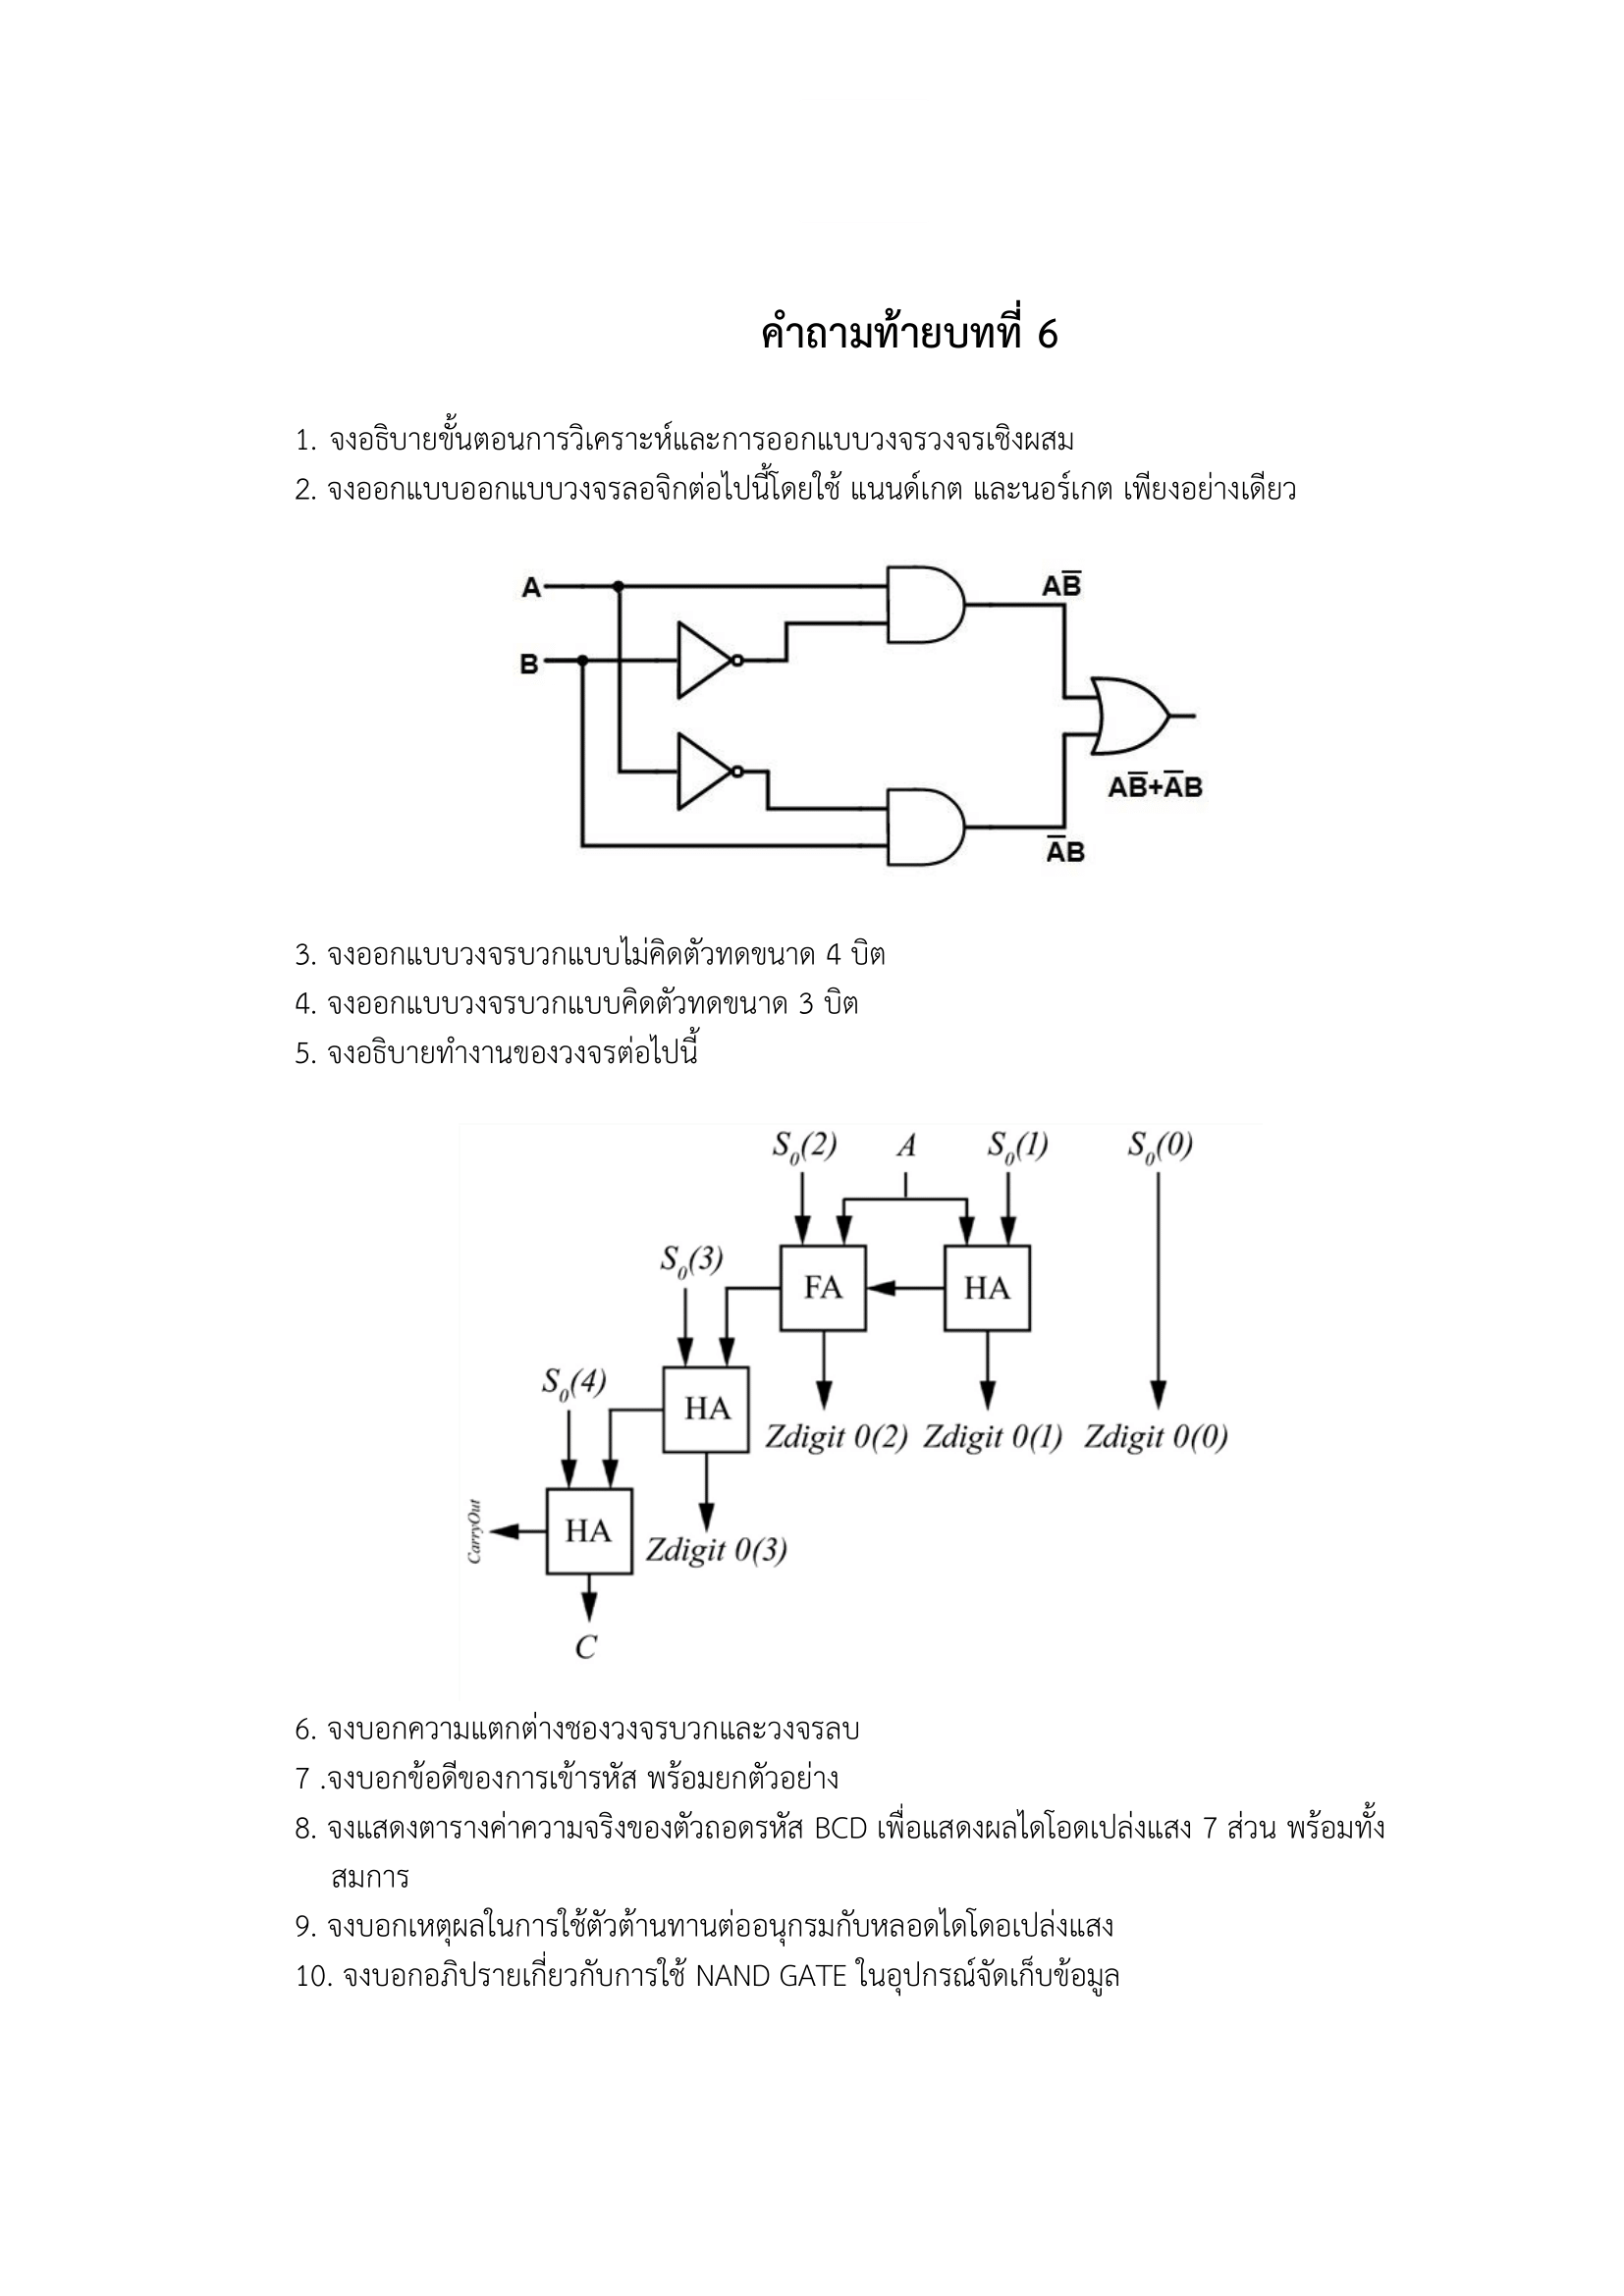 คำถามท้ายบทที่ 6
1. จงอธิบายขั้นตอนการวิเคราะห์และการออกแบบวงจรวงจรเชิงผสม
2. จงออกแบบออกแบบวงจรลอจิกต่อไปนี้โดยใช้ แนนด์เกต และนอร์เกต เพียงอย่างเดียว
A
B
AB̅
AB̅+A̅B
A̅B
3. จงออกแบบวงจรบวกแบบไม่คิดตัวทดขนาด 4 บิต
4. จงออกแบบวงจรบวกแบบคิดตัวทดขนาด 3 บิต
5. จงอธิบายทำงานของวงจรต่อไปนี้
S₀(2) A S₀(1) S₀(0)
S₀(3) FA HA
S₀(4) HA Zdigit 0(2) Zdigit 0(1) Zdigit 0(0)
CarryOut HA Zdigit 0(3)
C
6. จงบอกความแตกต่างชองวงจรบวกและวงจรลบ
7 .จงบอกข้อดีของการเข้ารหัส พร้อมยกตัวอย่าง
8. จงแสดงตารางค่าความจริงของตัวถอดรหัส BCD เพื่อแสดงผลไดโอดเปล่งแสง 7 ส่วน พร้อมทั้ง
สมการ
9. จงบอกเหตุผลในการใช้ตัวต้านทานต่ออนุกรมกับหลอดไดโดอเปล่งแสง
10. จงบอกอภิปรายเกี่ยวกับการใช้ NAND GATE ในอุปกรณ์จัดเก็บข้อมูล